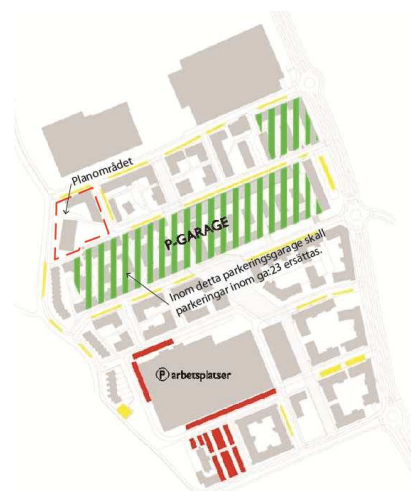 Planområdet
P-GARAGE
Inom detta parkeringsgarage skall
parkeringar inom ga:23 ersättas.
P arbetsplatser